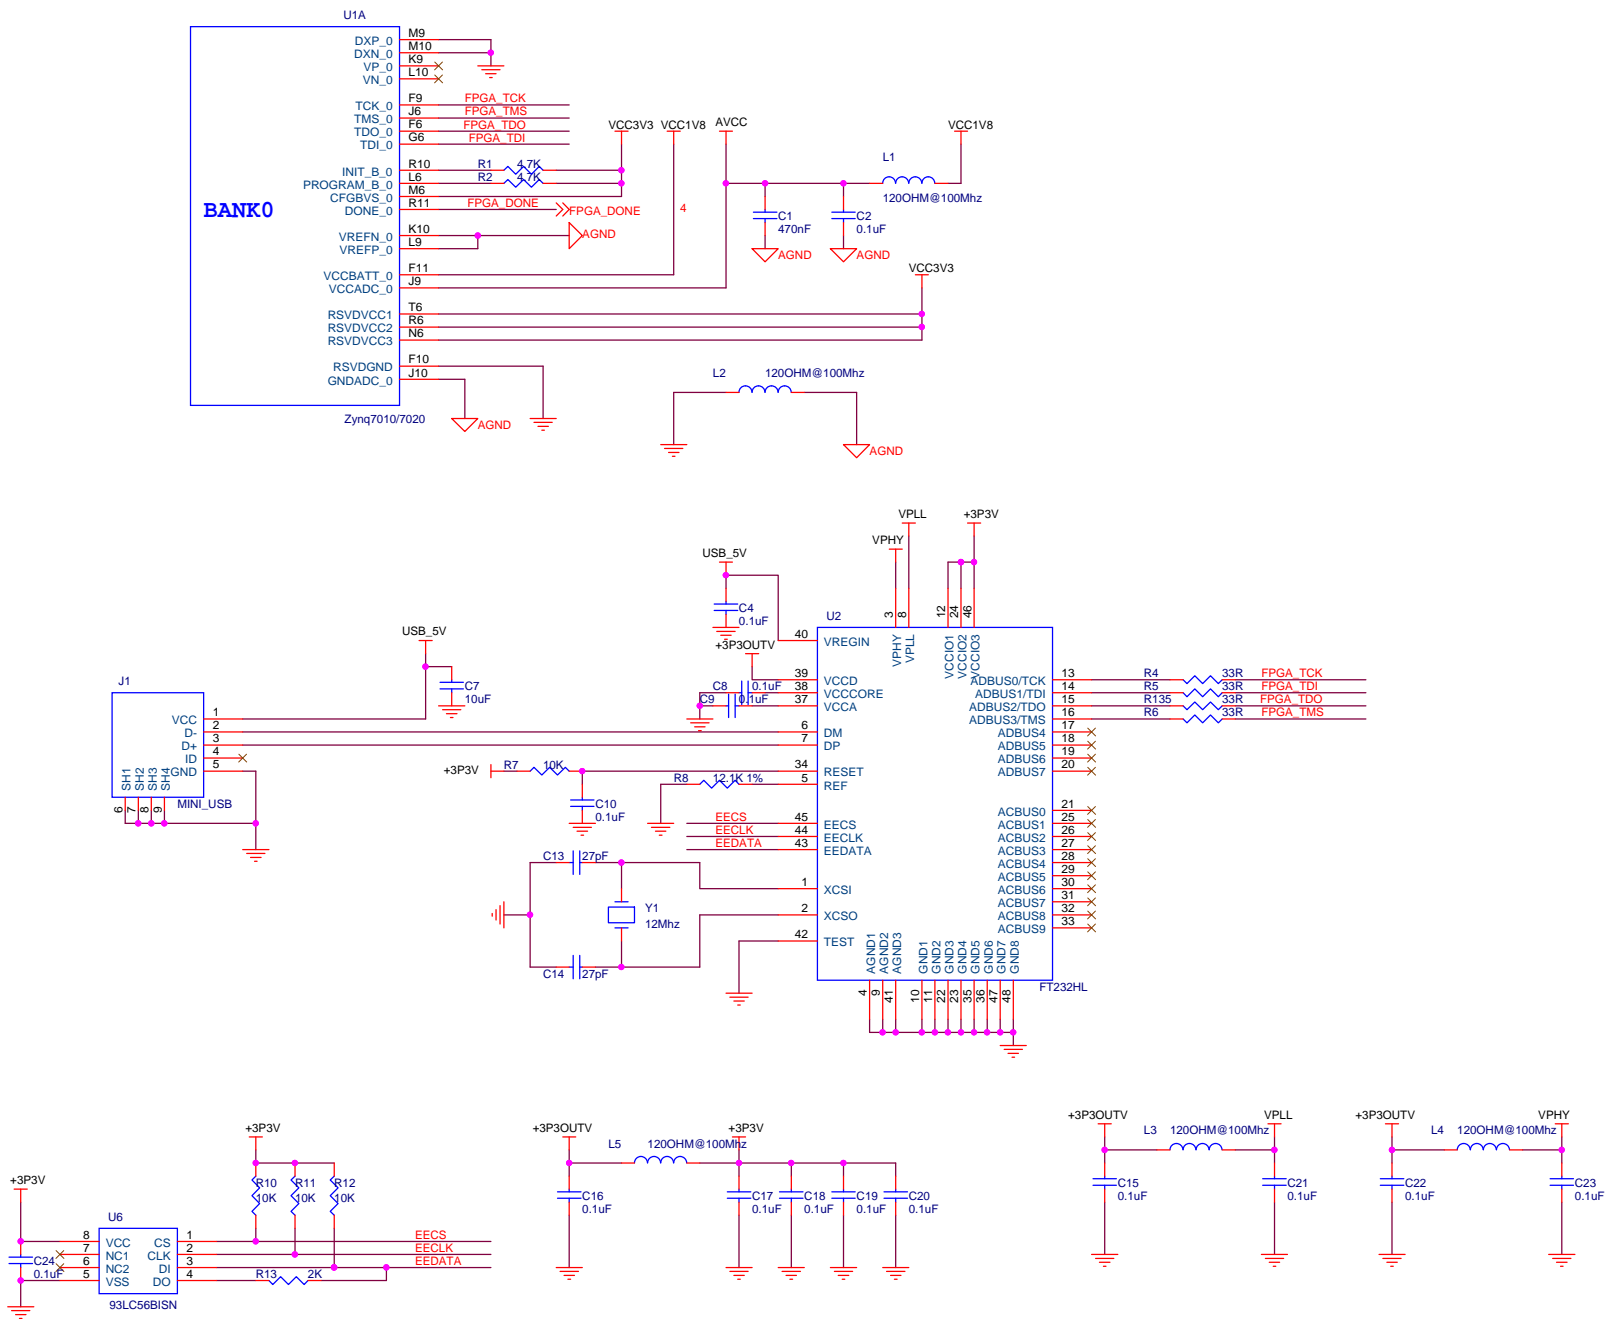 U1A
BANK0
DXP_0 M9
DXN_0 M10
VP_0 K9
VN_0 L10
TCK_0 F9 FPGA_TCK
TMS_0 J6 FPGA_TMS
TDO_0 F6 FPGA_TDO
TDI_0 G6 FPGA_TDI
INIT_B_0 R10 R1 4.7K
PROGRAM_B_0 L6 R2 4.7K
CFGBVS_0 M6
DONE_0 R11 FPGA_DONE FPGA_DONE
VREFN_0 K10 AGND
VREFP_0 L9
VCCBATT_0 F11
VCCADC_0 J9
RSVDVCC1 T6
RSVDVCC2 R6
RSVDVCC3 N6
RSVDGND F10
GNDADC_0 J10
Zynq7010/7020
AGND
VCC3V3
VCC1V8
4
AVCC
VCC1V8
L1
120OHM@100Mhz
C1
470nF
AGND
C2
0.1uF
AGND
VCC3V3
L2 120OHM@100Mhz
AGND
VPLL
VPHY
+3P3V
USB_5V
C4
0.1uF
+3P3OUTV
C8 0.1uF
C9 0.1uF
USB_5V
C7
10uF
J1
VCC 1
D- 2
D+ 3
ID 4
GND 5
SH1 SH2 SH3 SH4
6 7 8 9
MINI_USB
+3P3V R7 10K
C10
0.1uF
R8 12.1K 1%
EECS
EECLK
EEDATA
C13 27pF
Y1
12Mhz
C14 27pF
U2
3 8 12 24 46
VPHY VPLL VCCIO1 VCCIO2 VCCIO3
40 VREGIN
39 VCCD
38 VCCCORE
37 VCCA
6 DM
7 DP
34 RESET
5 REF
45 EECS
44 EECLK
43 EEDATA
1 XCSI
2 XCSO
42 TEST
ADBUS0/TCK 13 R4 33R FPGA_TCK
ADBUS1/TDI 14 R5 33R FPGA_TDI
ADBUS2/TDO 15 R135 33R FPGA_TDO
ADBUS3/TMS 16 R6 33R FPGA_TMS
ADBUS4 17
ADBUS5 18
ADBUS6 19
ADBUS7 20
ACBUS0 21
ACBUS1 25
ACBUS2 26
ACBUS3 27
ACBUS4 28
ACBUS5 29
ACBUS6 30
ACBUS7 31
ACBUS8 32
ACBUS9 33
AGND1 AGND2 AGND3 GND1 GND2 GND3 GND4 GND5 GND6 GND7 GND8
4 9 41 10 11 22 23 35 36 47 48
FT232HL
+3P3V
R10 R11 R12
10K 10K 10K
+3P3V
C24
0.1uF
U6
8 VCC CS 1 EECS
7 NC1 CLK 2 EECLK
6 NC2 DI 3 EEDATA
5 VSS DO 4 R13 2K
93LC56BISN
+3P3OUTV
L5 120OHM@100Mhz
+3P3V
C16
0.1uF
C17
0.1uF
C18
0.1uF
C19
0.1uF
C20
0.1uF
+3P3OUTV
L3 120OHM@100Mhz
VPLL
C15
0.1uF
C21
0.1uF
+3P3OUTV
L4 120OHM@100Mhz
VPHY
C22
0.1uF
C23
0.1uF